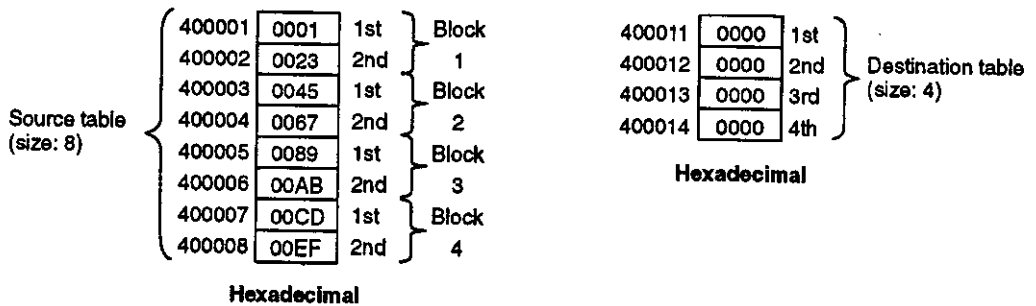 400001 0001 1st Block
400002 0023 2nd 1
400003 0045 1st Block
400004 0067 2nd 2
400005 0089 1st Block
400006 00AB 2nd 3
400007 00CD 1st Block
400008 00EF 2nd 4
Source table
(size: 8)
Hexadecimal
400011 0000 1st
400012 0000 2nd
400013 0000 3rd
400014 0000 4th
Destination table
(size: 4)
Hexadecimal